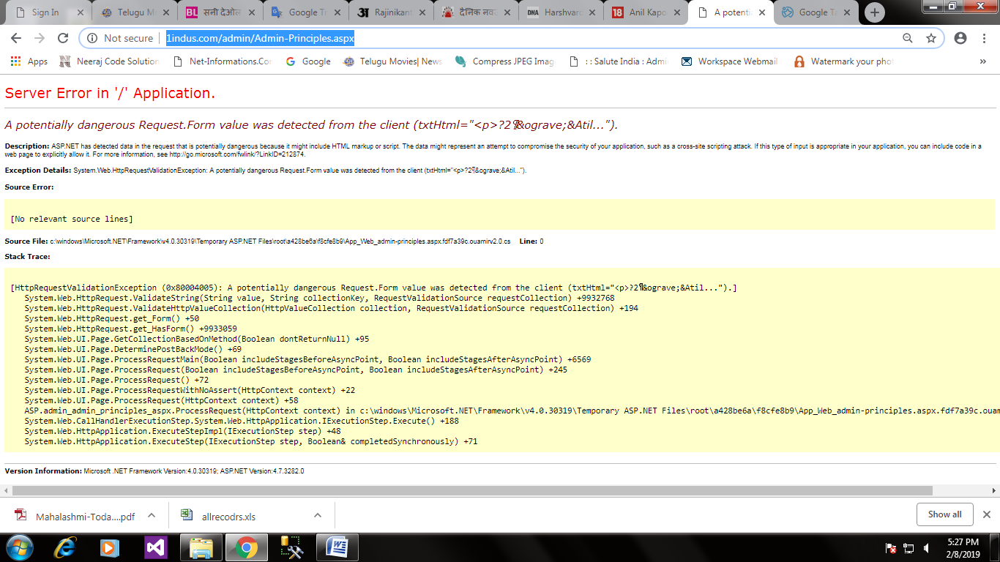 Sign In
Telugu M
BL सनी देओल
Google Tr
Rajinikant
दैनिक नव
DNA Harshvar
18 Anil Kapo
A potenti
Google Ta
Not secure
1indus.com/admin/Admin-Principles.aspx
Apps
Neeraj Code Solution
Net-Informations.Co
Google
Telugu Movies| News
Compress JPEG Imag
: : Salute India : Admi
Workspace Webmail
Watermark your phot
»
Server Error in '/' Application.
A potentially dangerous Request.Form value was detected from the client (txtHtml="<p>?2¶&ograve;&Atil...").
Description: ASP.NET has detected data in the request that is potentially dangerous because it might include HTML markup or script. The data might represent an attempt to compromise the security of your application, such as a cross-site scripting attack. If this type of input is appropriate in your application, you can include code in a
web page to explicitly allow it. For more information, see http://go.microsoft.com/fwlink/?LinkID=212874.
Exception Details: System.Web.HttpRequestValidationException: A potentially dangerous Request.Form value was detected from the client (txtHtml="<p>?2¶&ograve;&Atil...").
Source Error:
[No relevant source lines]
Source File: c:\windows\Microsoft.NET\Framework\v4.0.30319\Temporary ASP.NET Files\root\a428be6a\f8cfe8b9\App_Web_admin-principles.aspx.fdf7a39c.ouamirv2.0.cs Line: 0
Stack Trace:
[HttpRequestValidationException (0x80004005): A potentially dangerous Request.Form value was detected from the client (txtHtml="<p>?2¶&ograve;&Atil...").]
System.Web.HttpRequest.ValidateString(String value, String collectionKey, RequestValidationSource requestCollection) +9932768
System.Web.HttpRequest.ValidateHttpValueCollection(HttpValueCollection collection, RequestValidationSource requestCollection) +194
System.Web.HttpRequest.get_Form() +50
System.Web.HttpRequest.get_HasForm() +9933059
System.Web.UI.Page.GetCollectionBasedOnMethod(Boolean dontReturnNull) +95
System.Web.UI.Page.DeterminePostBackMode() +69
System.Web.UI.Page.ProcessRequestMain(Boolean includeStagesBeforeAsyncPoint, Boolean includeStagesAfterAsyncPoint) +6569
System.Web.UI.Page.ProcessRequest(Boolean includeStagesBeforeAsyncPoint, Boolean includeStagesAfterAsyncPoint) +245
System.Web.UI.Page.ProcessRequest() +72
System.Web.UI.Page.ProcessRequestWithNoAssert(HttpContext context) +22
System.Web.UI.Page.ProcessRequest(HttpContext context) +58
ASP.admin_admin_principles_aspx.ProcessRequest(HttpContext context) in c:\windows\Microsoft.NET\Framework\v4.0.30319\Temporary ASP.NET Files\root\a428be6a\f8cfe8b9\App_Web_admin-principles.aspx.fdf7a39c.ouam
System.Web.CallHandlerExecutionStep.System.Web.HttpApplication.IExecutionStep.Execute() +188
System.Web.HttpApplication.ExecuteStepImpl(IExecutionStep step) +48
System.Web.HttpApplication.ExecuteStep(IExecutionStep step, Boolean& completedSynchronously) +71
Version Information: Microsoft .NET Framework Version:4.0.30319; ASP.NET Version:4.7.3282.0
Mahalashmi-Toda....pdf
allrecodrs.xls
Show all
5:27 PM
2/8/2019